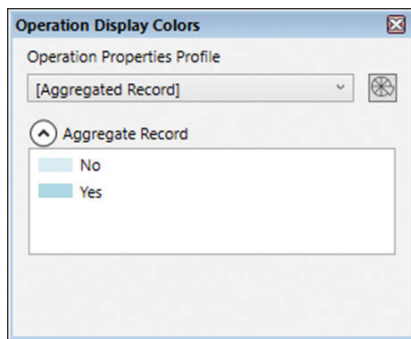 Operation Display Colors
Operation Properties Profile
[Aggregated Record]
Aggregate Record
No
Yes